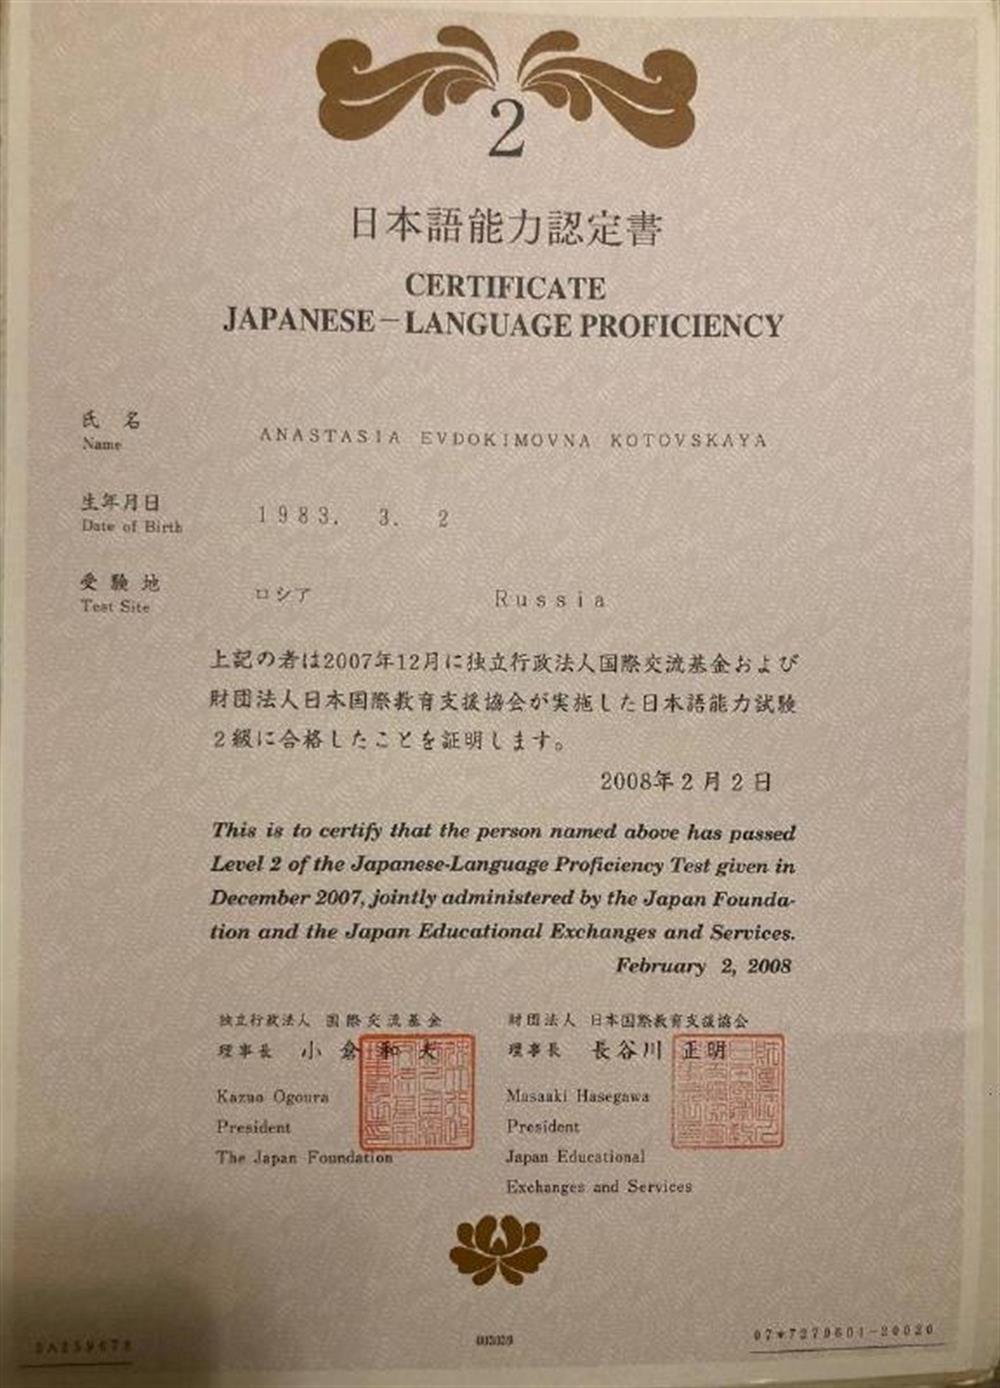 2
日本語能力認定書
CERTIFICATE
JAPANESE－LANGUAGE PROFICIENCY
氏 名
Name
ANASTASIA EVDOKIMOVNA KOTOVSKAYA
生年月日
Date of Birth
1983. 3. 2
受 験 地
Test Site
ロシア Russia
上記の者は2007年12月に独立行政法人国際交流基金および
財団法人日本国際教育支援協会が実施した日本語能力試験
２級に合格したことを証明します。
2008年２月２日
This is to certify that the person named above has passed
Level 2 of the Japanese-Language Proficiency Test given in
December 2007, jointly administered by the Japan Founda-
tion and the Japan Educational Exchanges and Services.
February 2, 2008
独立行政法人 国際交流基金
理事長 小 倉 和 夫
Kazuo Ogoura
President
The Japan Foundation
財団法人 日本国際教育支援協会
理事長 長谷川 正明
Masaaki Hasegawa
President
Japan Educational
Exchanges and Services
07*7279601-20020